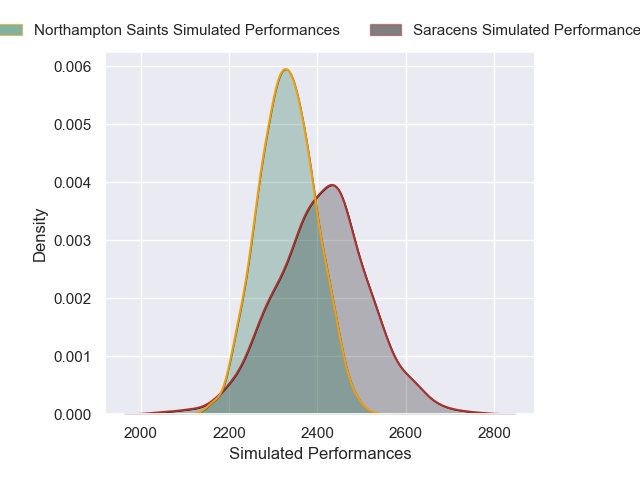 Northampton Saints Simulated Performances
Saracens Simulated Performance
0.006
0.005
0.004
0.003
0.002
0.001
0.000
Density
2000 2200 2400 2600 2800
Simulated Performances